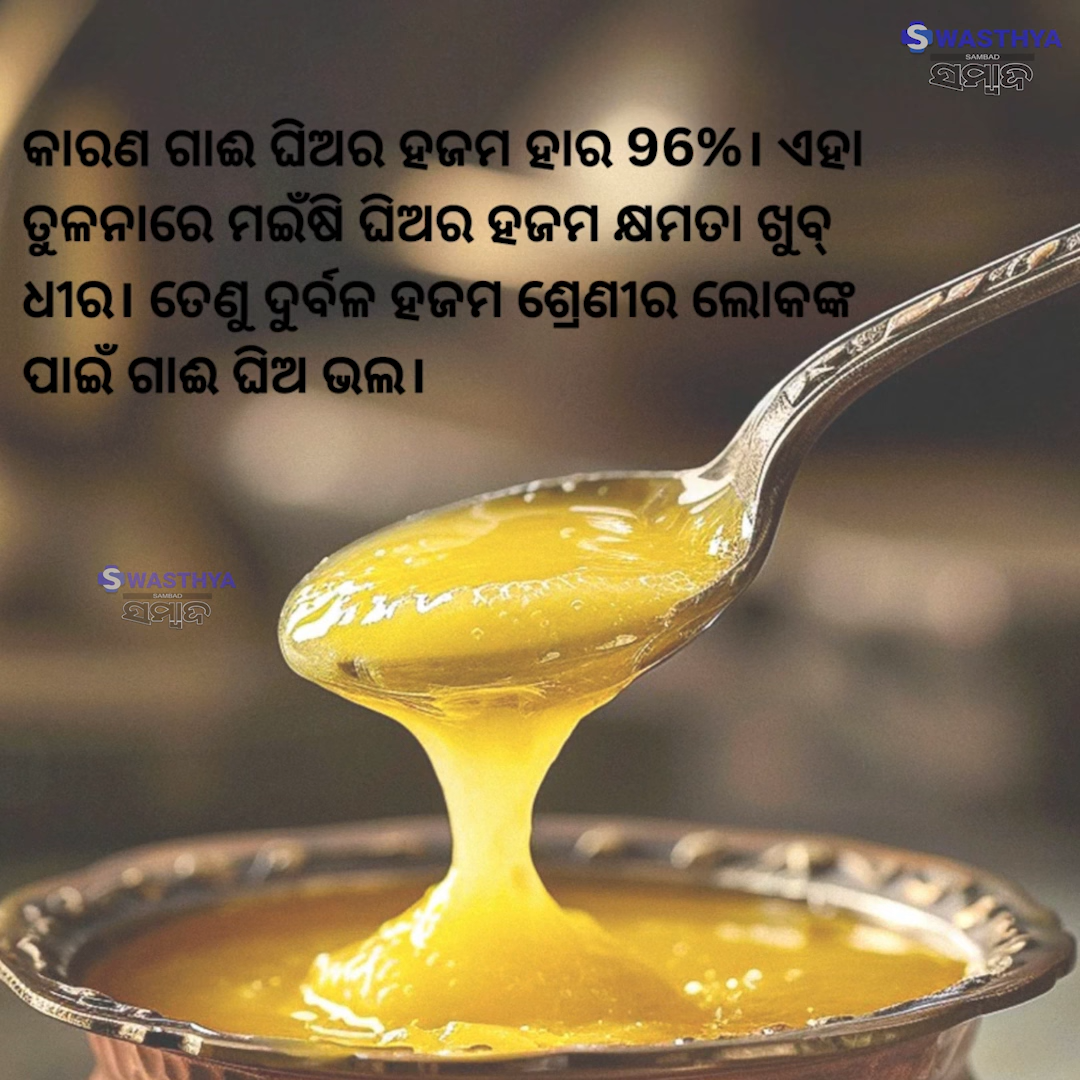 SWASTHYA
SAMBAD
ସମ୍ବାଦ
କାରଣ ଗାଈ ଘିଅର ହଜମ ହାର 96%। ଏହା
ତୁଳନାରେ ମଇଁଷି ଘିଅର ହଜମ କ୍ଷମତା ଖୁବ୍
ଧୀର। ତେଣୁ ଦୁର୍ବଳ ହଜମ ଶ୍ରେଣୀର ଲୋକଙ୍କ
ପାଇଁ ଗାଈ ଘିଅ ଭଲ।
SWASTHYA
SAMBAD
ସମ୍ବାଦ